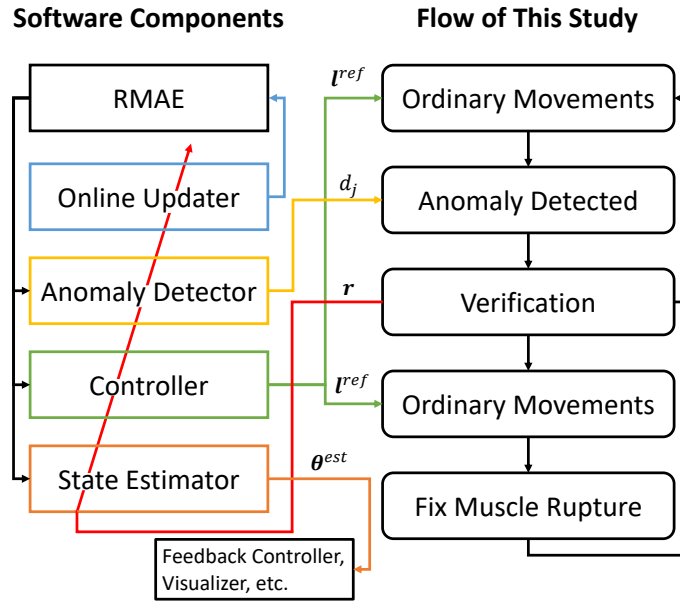 Software Components
Flow of This Study
RMAE
Online Updater
Anomaly Detector
Controller
State Estimator
Feedback Controller,
Visualizer, etc.
l^{ref}
d_j
r
l^{ref}
θ^{est}
Ordinary Movements
Anomaly Detected
Verification
Ordinary Movements
Fix Muscle Rupture